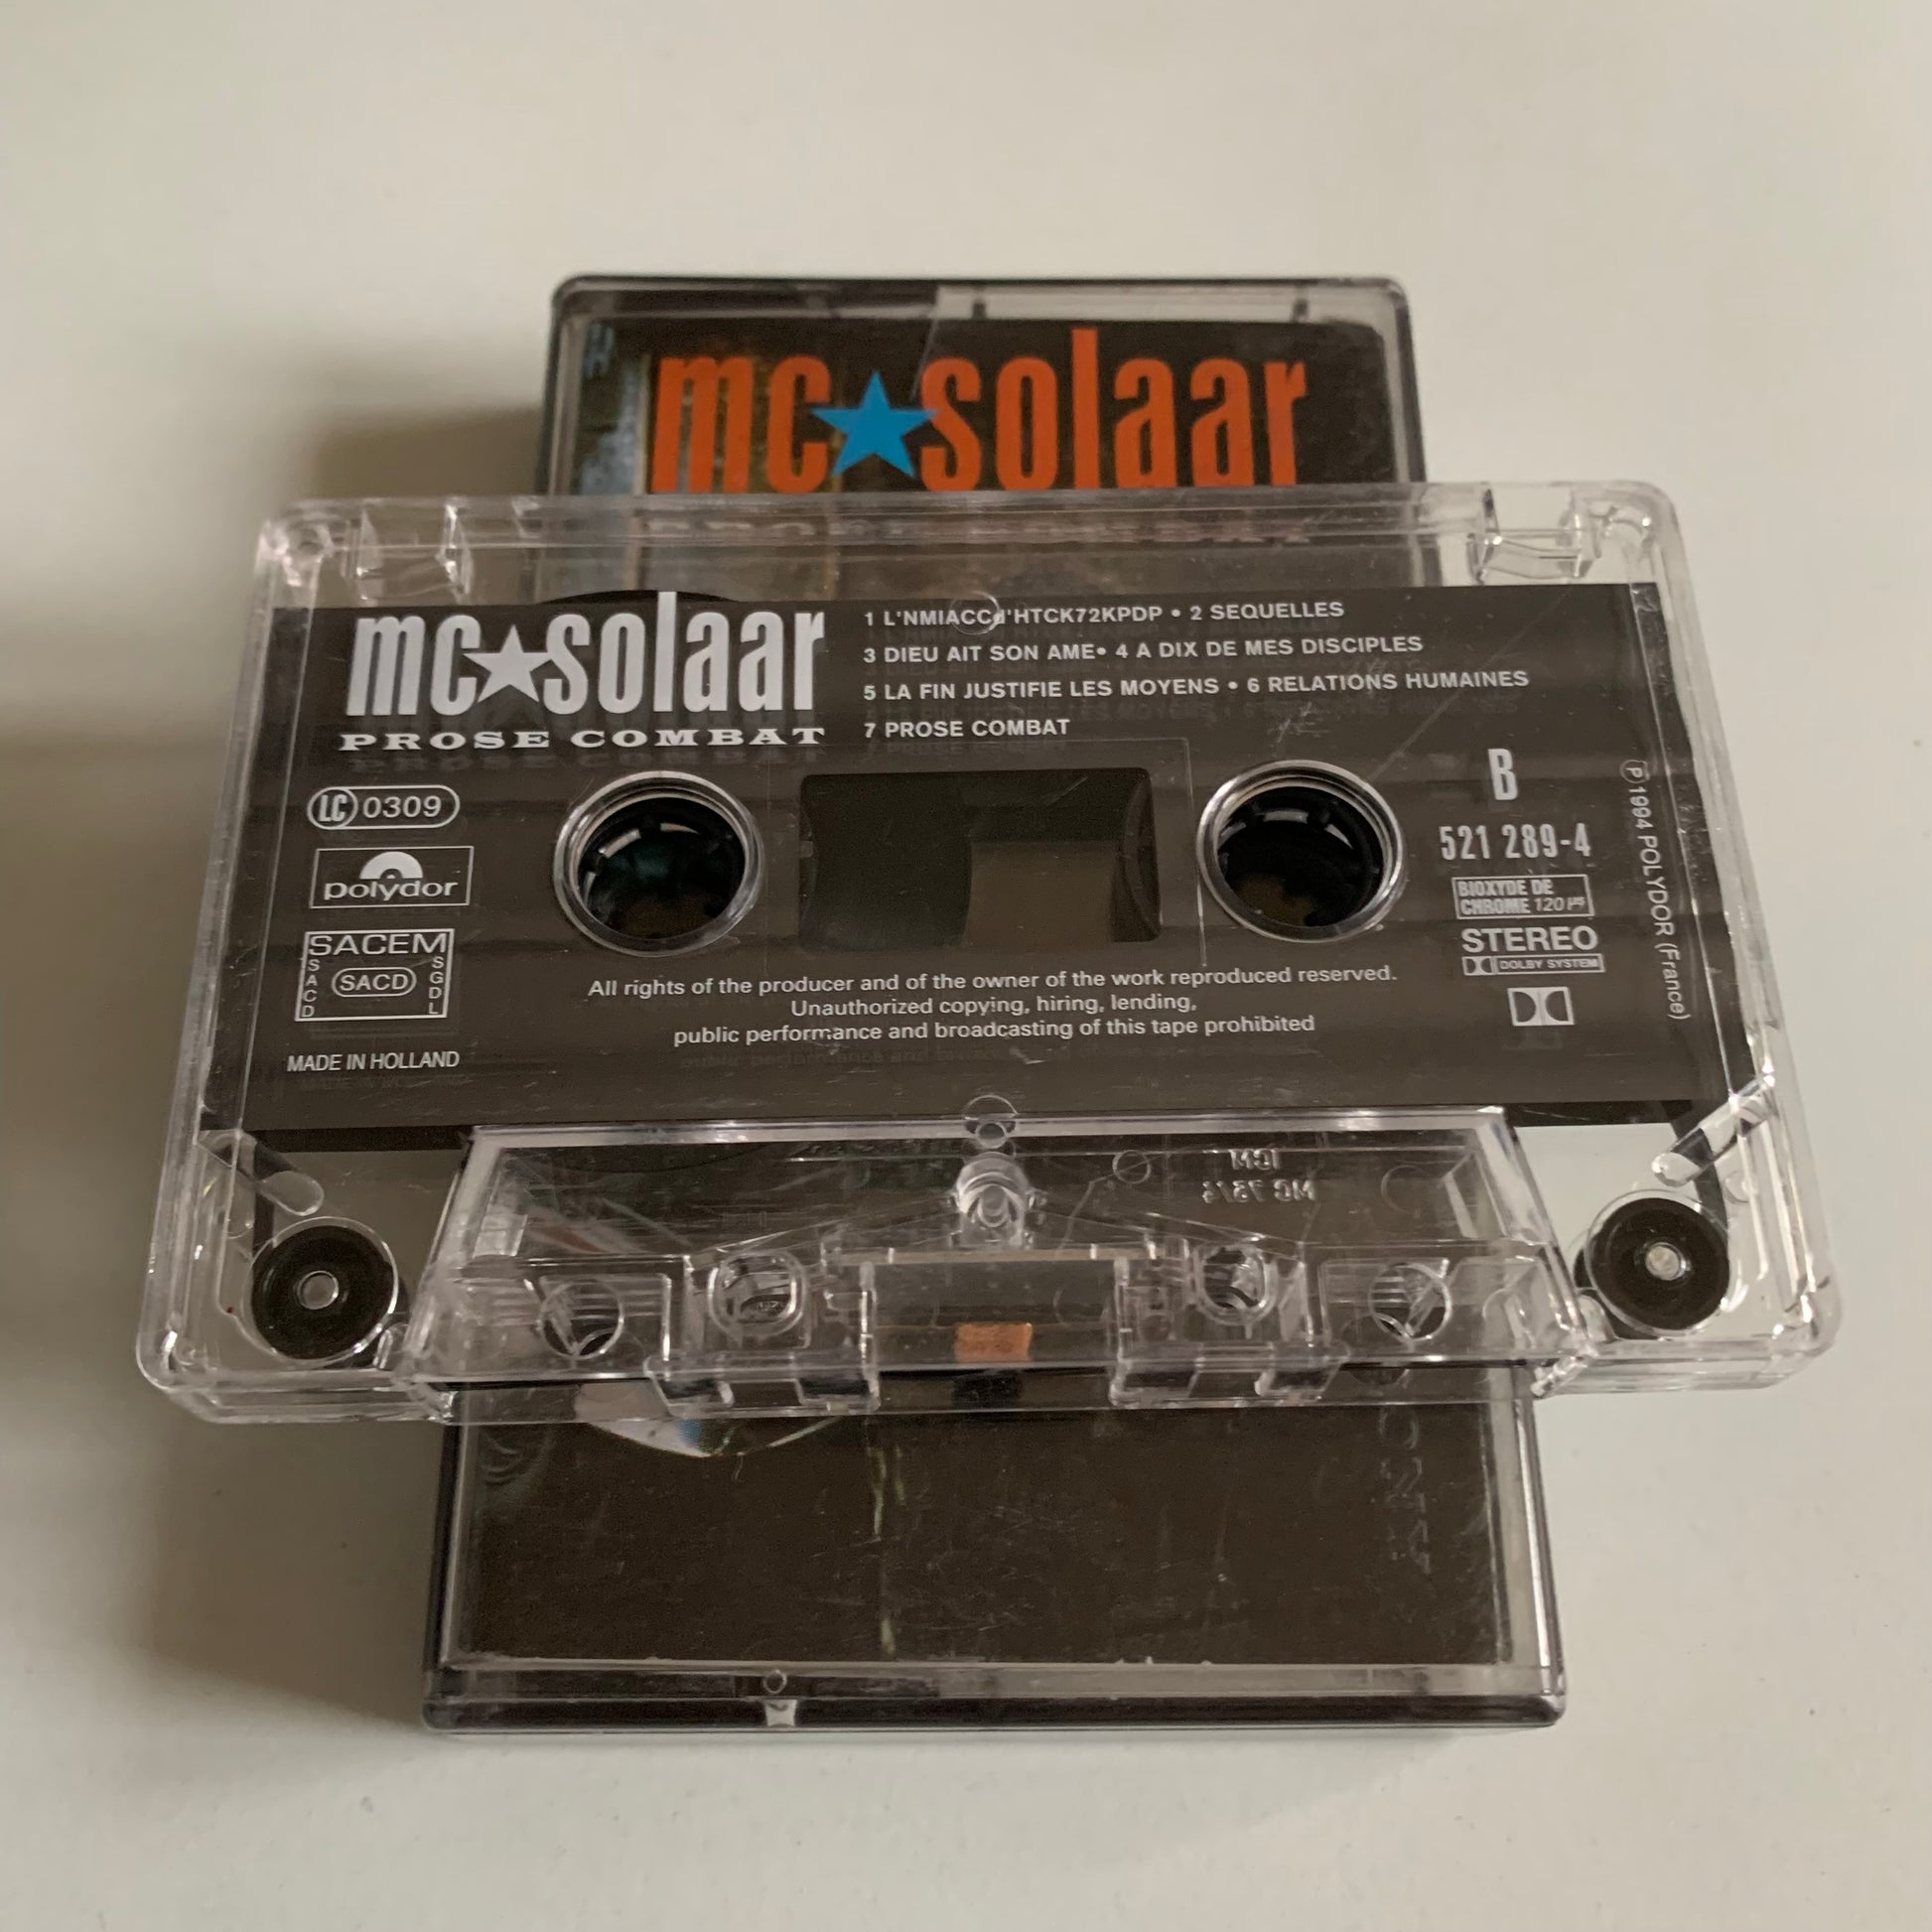 mc★solaar
mc★solaar
PROSE COMBAT
1 L'NMIACCd'HTCK72KPDP • 2 SEQUELLES
3 DIEU AIT SON AME• 4 A DIX DE MES DISCIPLES
5 LA FIN JUSTIFIE LES MOYENS • 6 RELATIONS HUMAINES
7 PROSE COMBAT
LC 0309
polydor
SACEM
SACD
SACD
SGDL
MADE IN HOLLAND
B
521 289-4
BIOXYDE DE
CHROME 120 µs
STEREO
DOLBY SYSTEM
Ⓟ 1994 POLYDOR (France)
All rights of the producer and of the owner of the work reproduced reserved.
Unauthorized copying, hiring, lending,
public performance and broadcasting of this tape prohibited